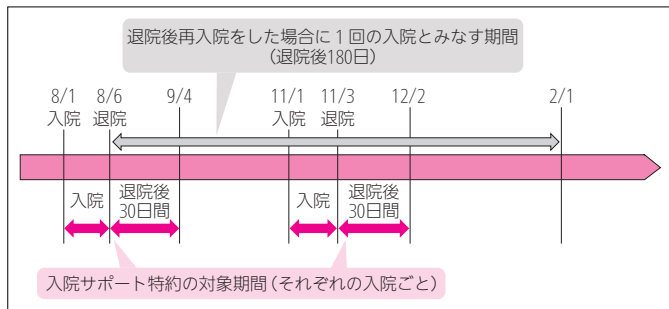 退院後再入院をした場合に1回の入院とみなす期間
（退院後180日）
8/1 8/6 9/4 11/1 11/3 12/2 2/1
入院 退院 入院 退院
入院 退院後 入院 退院後
30日間 30日間
入院サポート特約の対象期間（それぞれの入院ごと）